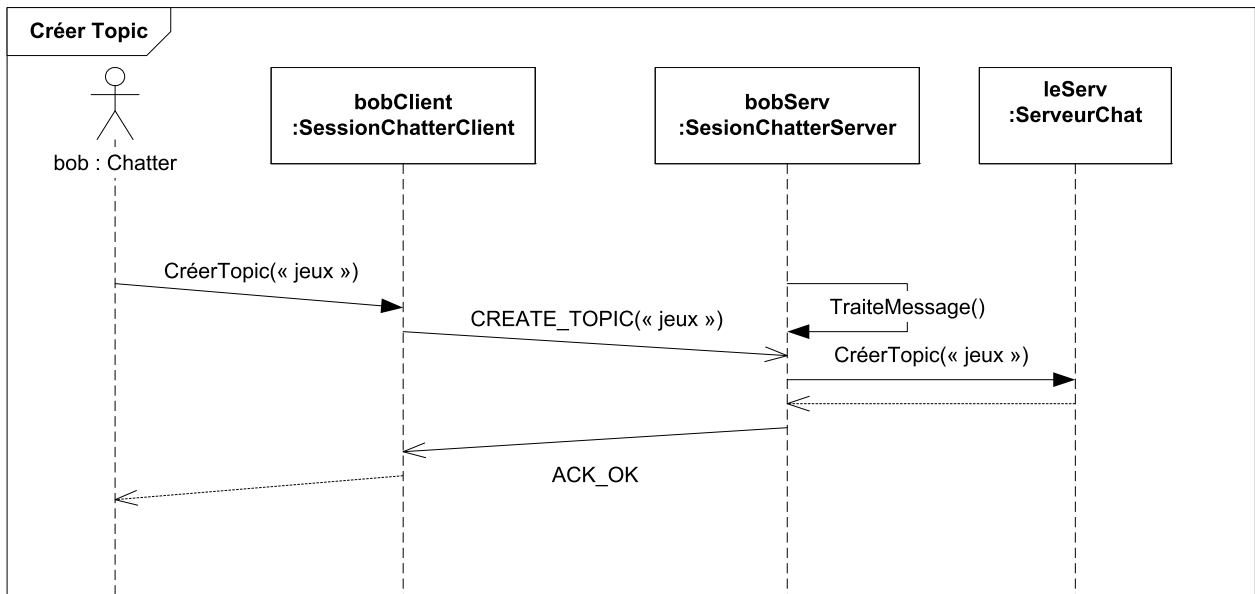 Créer Topic
bobClient
:SessionChatterClient
bobServ
:SesionChatterServer
leServ
:ServeurChat
bob : Chatter
CréerTopic(« jeux »)
TraiteMessage()
CREATE_TOPIC(« jeux »)
CréerTopic(« jeux »)
ACK_OK